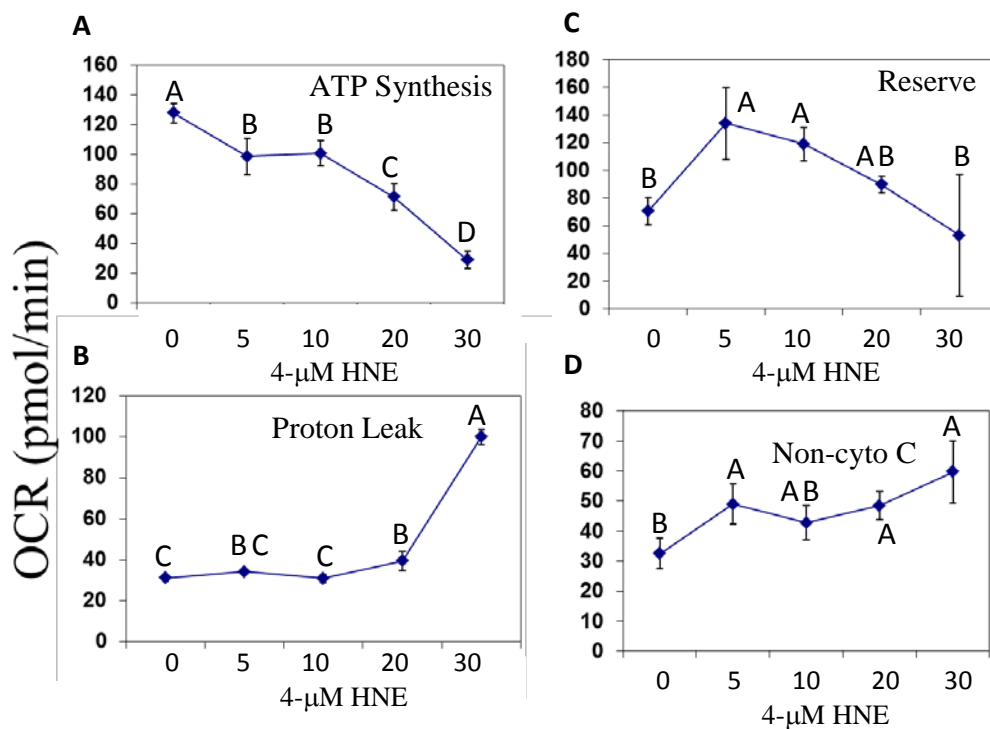 OCR (pmol/min)
A
ATP Synthesis
160
140
120
100
80
60
40
20
0
A
B
B
C
D
0 5 10 20 30
4-μM HNE
B
Proton Leak
120
100
80
60
40
20
0
C
B C
C
B
A
0 5 10 20 30
4-μM HNE
C
Reserve
180
160
140
120
100
80
60
40
20
0
B
A
A
A B
B
0 5 10 20 30
4-μM HNE
D
Non-cyto C
80
70
60
50
40
30
20
10
0
B
A
A B
A
A
0 5 10 20 30
4-μM HNE